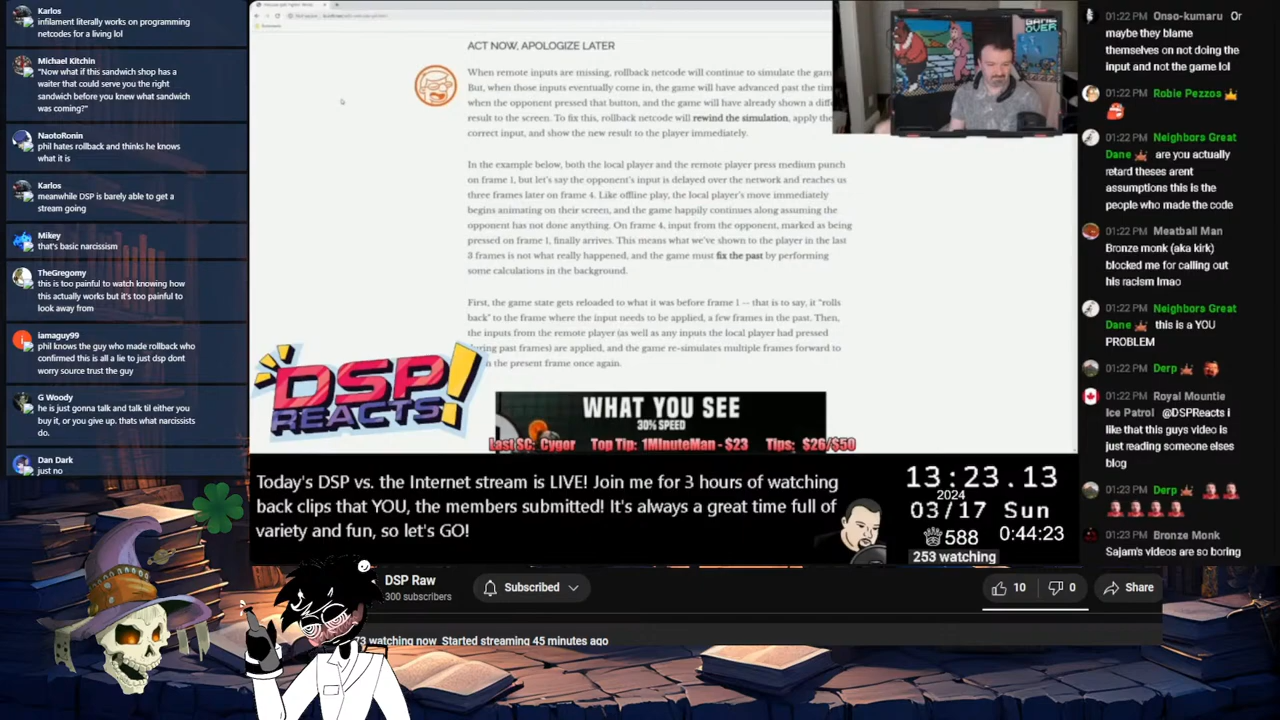 Karlos
infilament literally works on programming
netcodes for a living lol
Michael Kitchin
"Now what if this sandwich shop has a
waiter that could serve you the right
sandwich before you knew what sandwich
was coming?"
NaotoRonin
phil hates rollback and thinks he knows
what it is
Karlos
meanwhile DSP is barely able to get a
stream going
Mikey
that's basic narcissism
TheGregomy
this is too painful to watch knowing how
this actually works but it's too painful to
look away from
iamaguy99
phil knows the guy who made rollback who
confirmed this is all a lie to just dsp dont
worry source trust the guy
G Woody
he is just gonna talk and talk til either you
buy it, or you give up. thats what narcissists
do.
Dan Dark
just no
ACT NOW, APOLOGIZE LATER
When remote inputs are missing, rollback netcode will continue to simulate the gam
But, when those inputs eventually come in, the game will have advanced past the tim
when the opponent pressed that button, and the game will have already shown a diff
result to the screen. To fix this, rollback netcode will rewind the simulation, apply the
correct input, and show the new result to the player immediately.
In the example below, both the local player and the remote player press medium punch
on frame 1, but let's say the opponent's input is delayed over the network and reaches us
three frames later on frame 4. Like offline play, the local player's move immediately
begins animating on their screen, and the game happily continues along assuming the
opponent has not done anything. On frame 4, input from the opponent, marked as being
pressed on frame 1, finally arrives. This means what we've shown to the player in the last
3 frames is not what really happened, and the game must fix the past by performing
some calculations in the background.
First, the game state gets reloaded to what it was before frame 1 — that is to say, it "rolls
back" to the frame where the input needs to be applied, a few frames in the past. Then,
the inputs from the remote player (as well as any inputs the local player had pressed
during past frames) are applied, and the game re-simulates multiple frames forward to
the present frame once again.
GAME OVER
DSP!
REACTS
WHAT YOU SEE
30% SPEED
Last SC: Cygor Top Tip: 1MinuteMan - $23 Tips: $26/$50
Today's DSP vs. the Internet stream is LIVE! Join me for 3 hours of watching
back clips that YOU, the members submitted! It's always a great time full of
variety and fun, so let's GO!
13:23.13
2024
03/17 Sun
588 0:44:23
253 watching
DSP Raw
300 subscribers
Subscribed
10
0
Share
73 watching now Started streaming 45 minutes ago
01:22 PM Onso-kumaru Or
maybe they blame
themselves on not doing the
input and not the game lol
01:22 PM Robie Pezzos
01:22 PM Neighbors Great
Dane are you actually
retard theses arent
assumptions this is the
people who made the code
01:22 PM Meatball Man
Bronze monk (aka kirk)
blocked me for calling out
his racism lmao
01:22 PM Neighbors Great
Dane this is a YOU
PROBLEM
01:22 PM Derp
01:22 PM Royal Mountie
Ice Patrol @DSPReacts i
like that this guys video is
just reading someone elses
blog
01:23 PM Derp
01:23 PM Bronze Monk
Sajam's videos are so boring